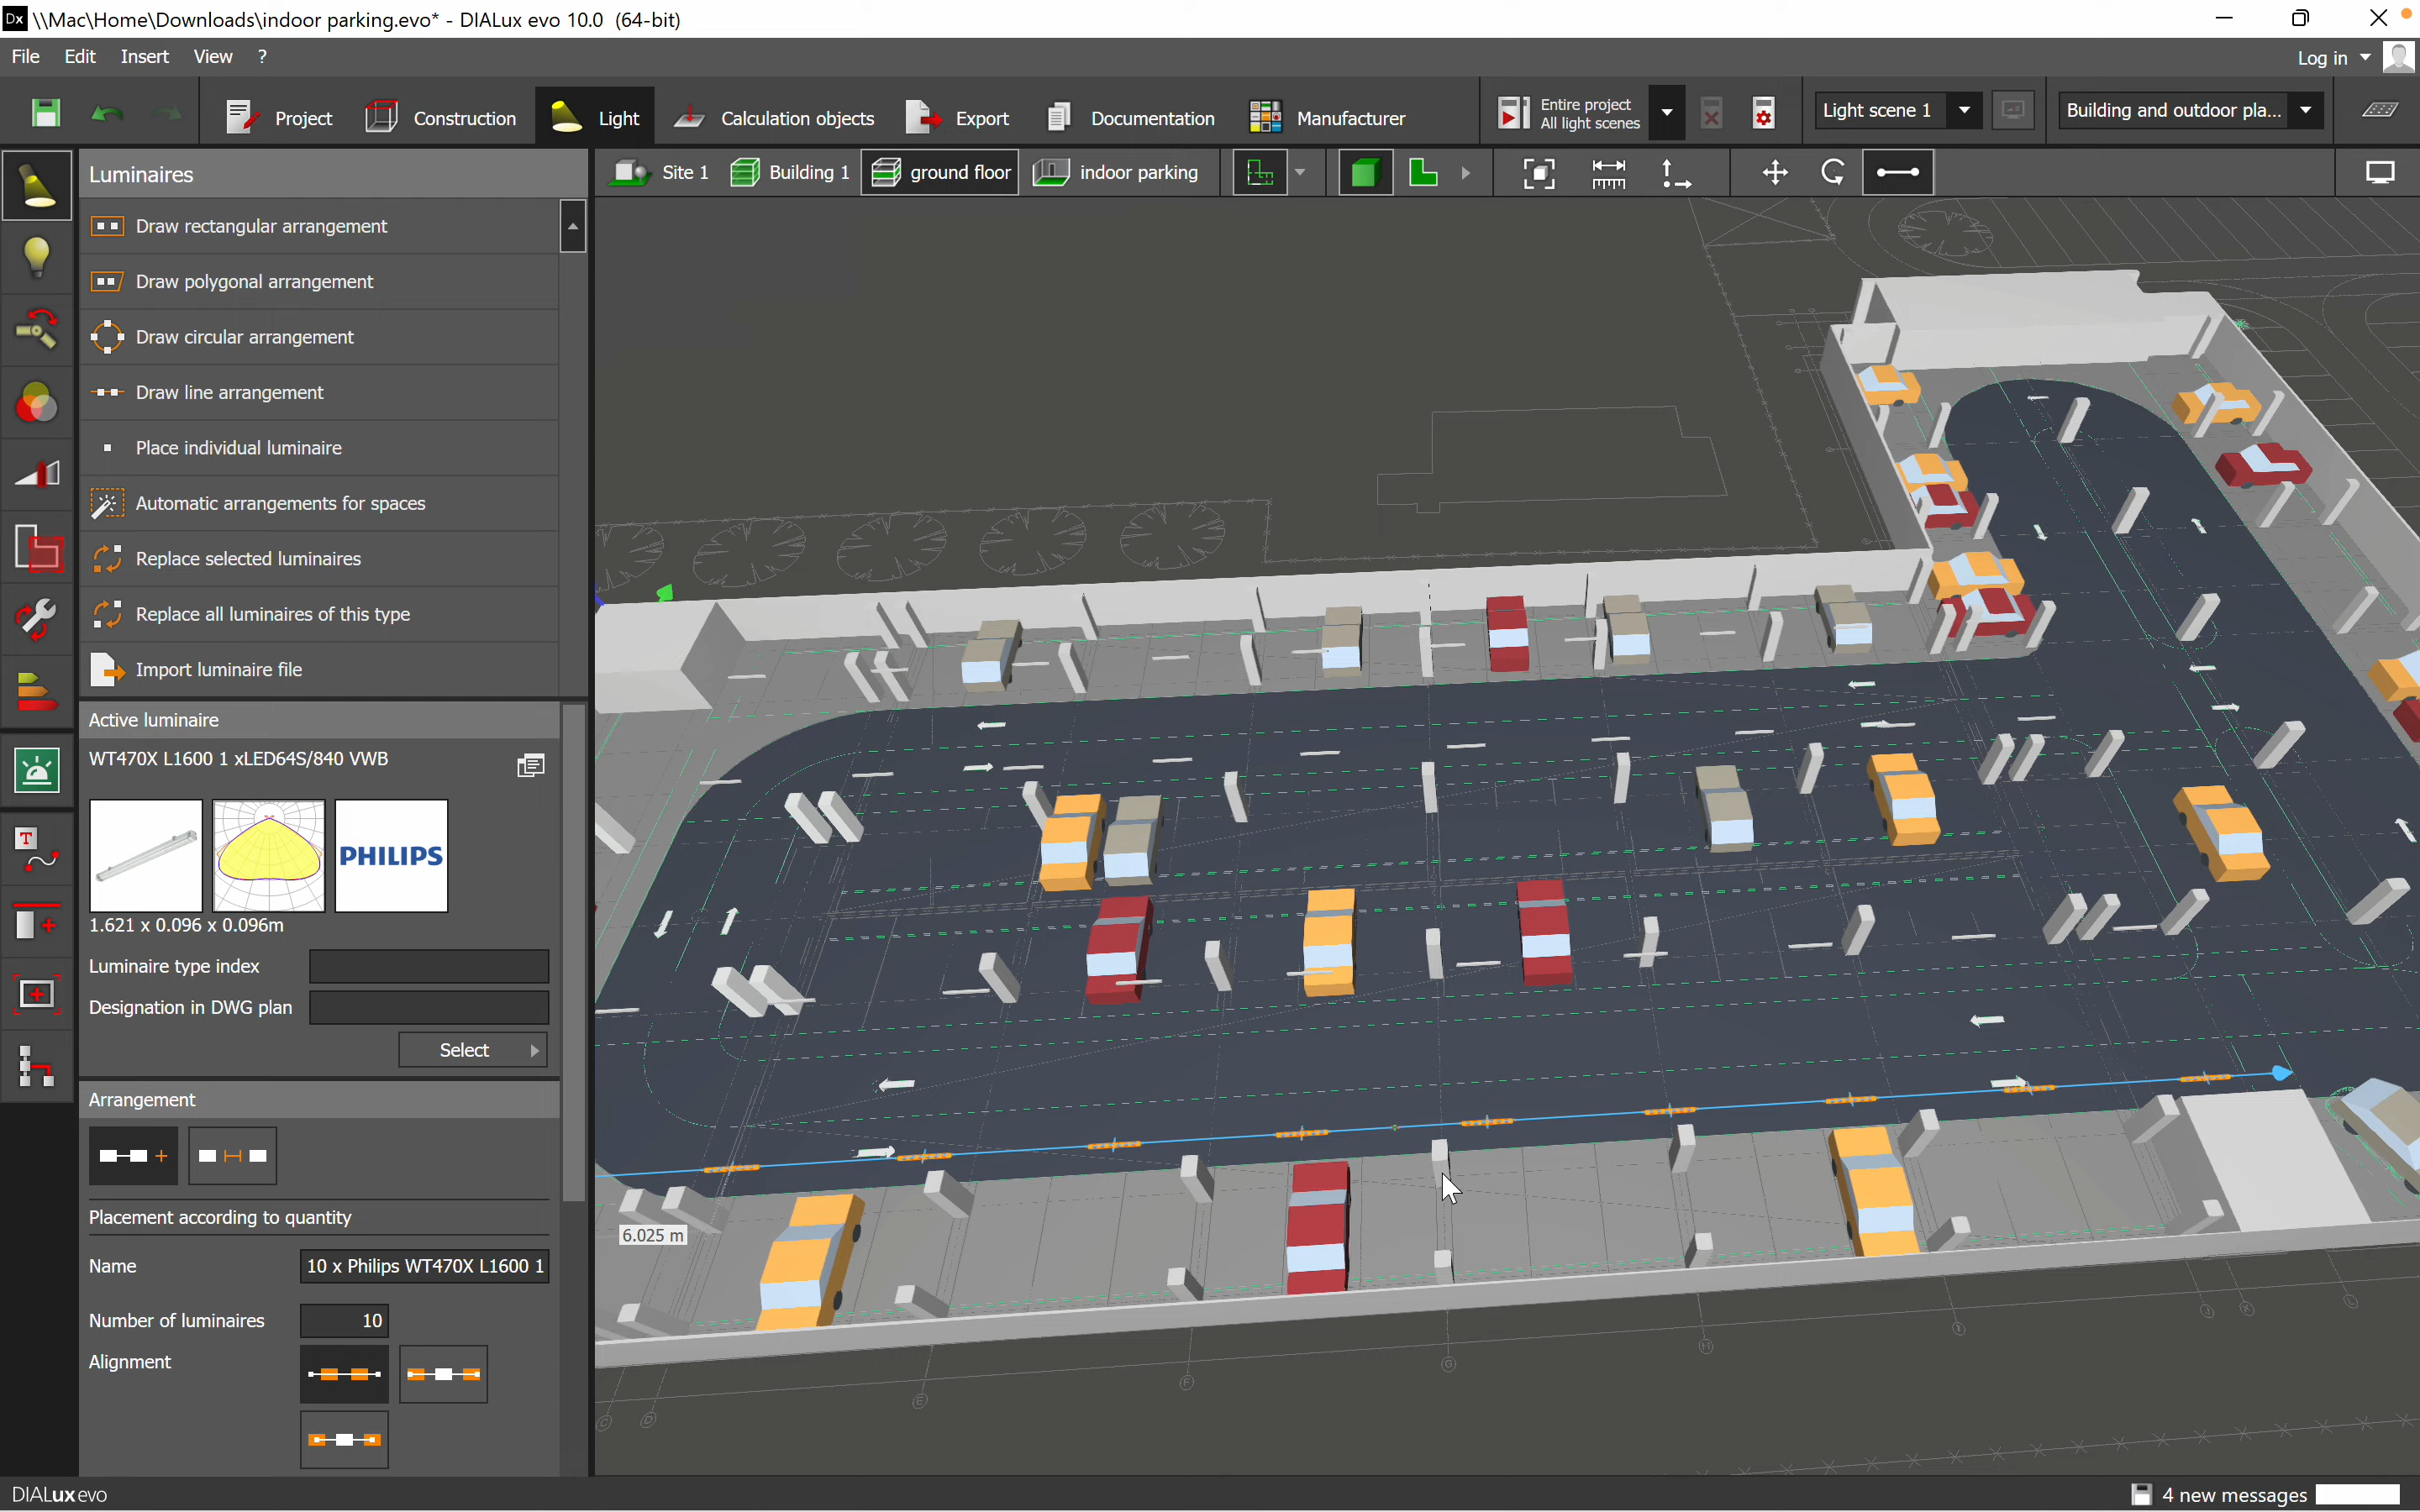 Dx \\Mac\Home\Downloads\indoor parking.evo* - DIALux evo 10.0 (64-bit)
File Edit Insert View ?
Log in
Project Construction Light Calculation objects Export Documentation Manufacturer
Entire project
All light scenes
Light scene 1
Building and outdoor pla...
Luminaires
Site 1 Building 1 ground floor indoor parking
Draw rectangular arrangement
Draw polygonal arrangement
Draw circular arrangement
Draw line arrangement
Place individual luminaire
Automatic arrangements for spaces
Replace selected luminaires
Replace all luminaires of this type
Import luminaire file
Active luminaire
WT470X L1600 1 xLED64S/840 VWB
PHILIPS
1.621 x 0.096 x 0.096m
Luminaire type index
Designation in DWG plan
Select
Arrangement
Placement according to quantity
Name 10 x Philips WT470X L1600 1
Number of luminaires 10
Alignment
T
6.025 m
C D E F G H
DIALux evo
4 new messages